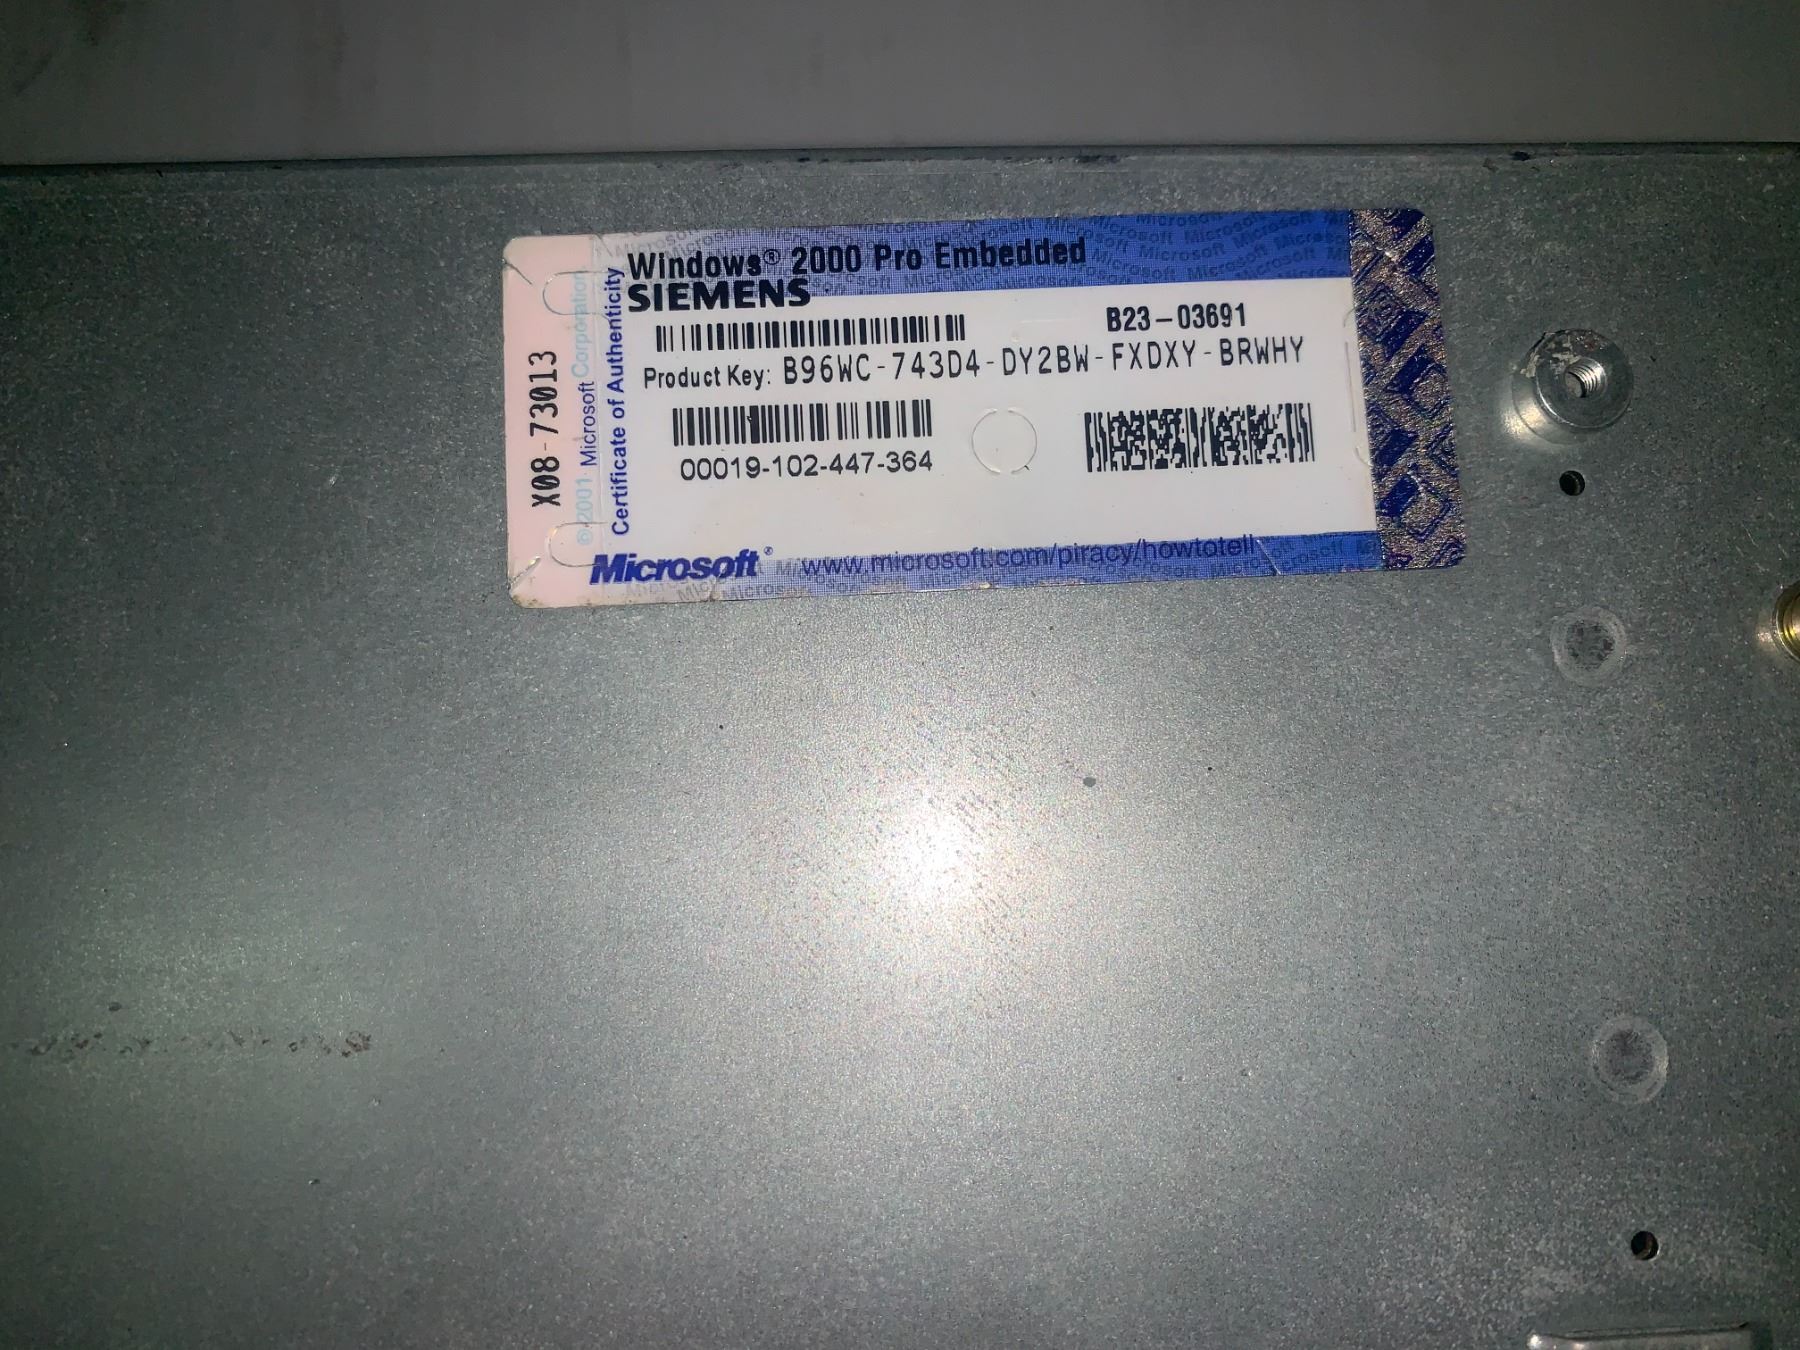 Windows® 2000 Pro Embedded
SIEMENS
B23-03691
Product Key: B96WC-743D4-DY2BW-FXDXY-BRWHY
00019-102-447-364
X08-73013
© 2001 Microsoft Corporation
Certificate of Authenticity
Microsoft®
www.microsoft.com/piracy/howtotell